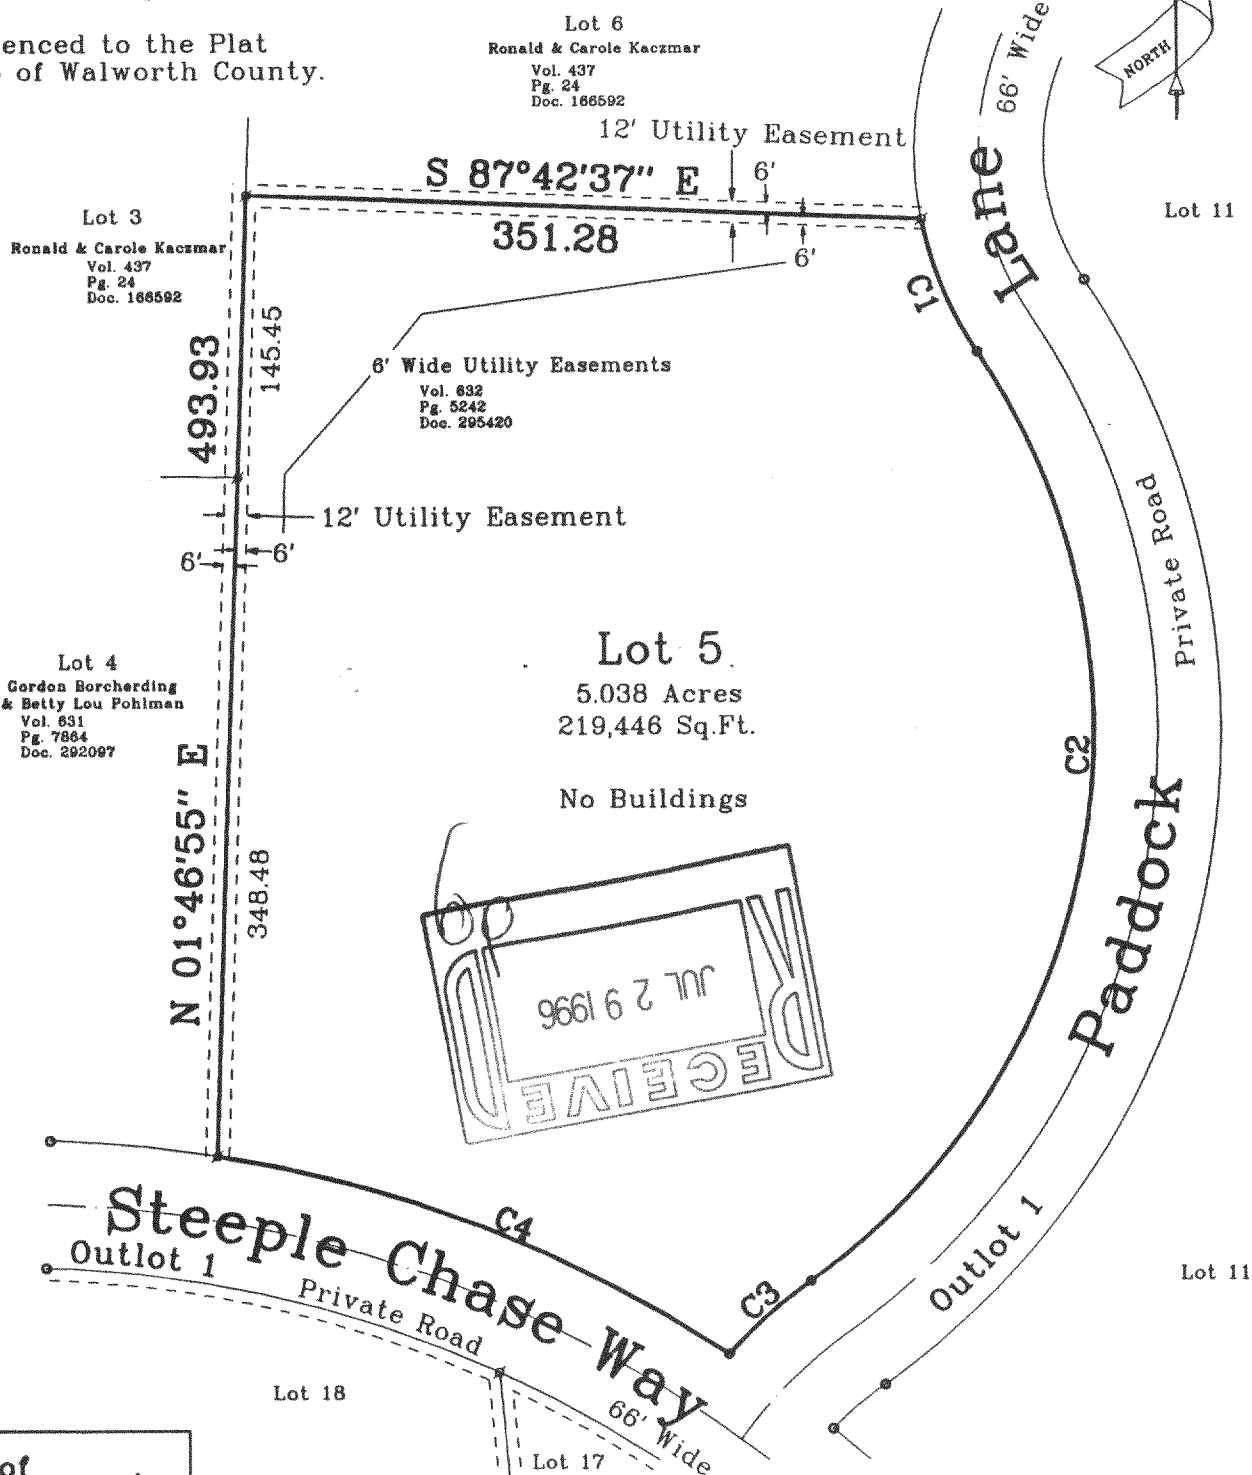 enced to the Plat
of Walworth County.
Lot 6
Ronald & Carole Kaczmar
Vol. 437
Pg. 24
Doc. 166592
66' Wide
NORTH
12' Utility Easement
S 87°42'37" E
6'
351.28
6'
Lane
Lot 11
Lot 3
Ronald & Carole Kaczmar
Vol. 437
Pg. 24
Doc. 166592
C1
493.93
145.45
6' Wide Utility Easements
Vol. 632
Pg. 5242
Doc. 295420
12' Utility Easement
6'
6'
Private Road
Lot 5
5.038 Acres
219,446 Sq.Ft.
No Buildings
Lot 4
Gordon Borcherding
& Betty Lou Pohlman
Vol. 631
Pg. 7864
Doc. 292097
N 01°46'55" E
348.48
C2
Paddock
RECEIVED
JUL 29 1996
Steeple Chase Way
Outlot 1
Private Road
66' Wide
C4
C3
Outlot 1
Lot 11
Lot 18
Lot 17
of